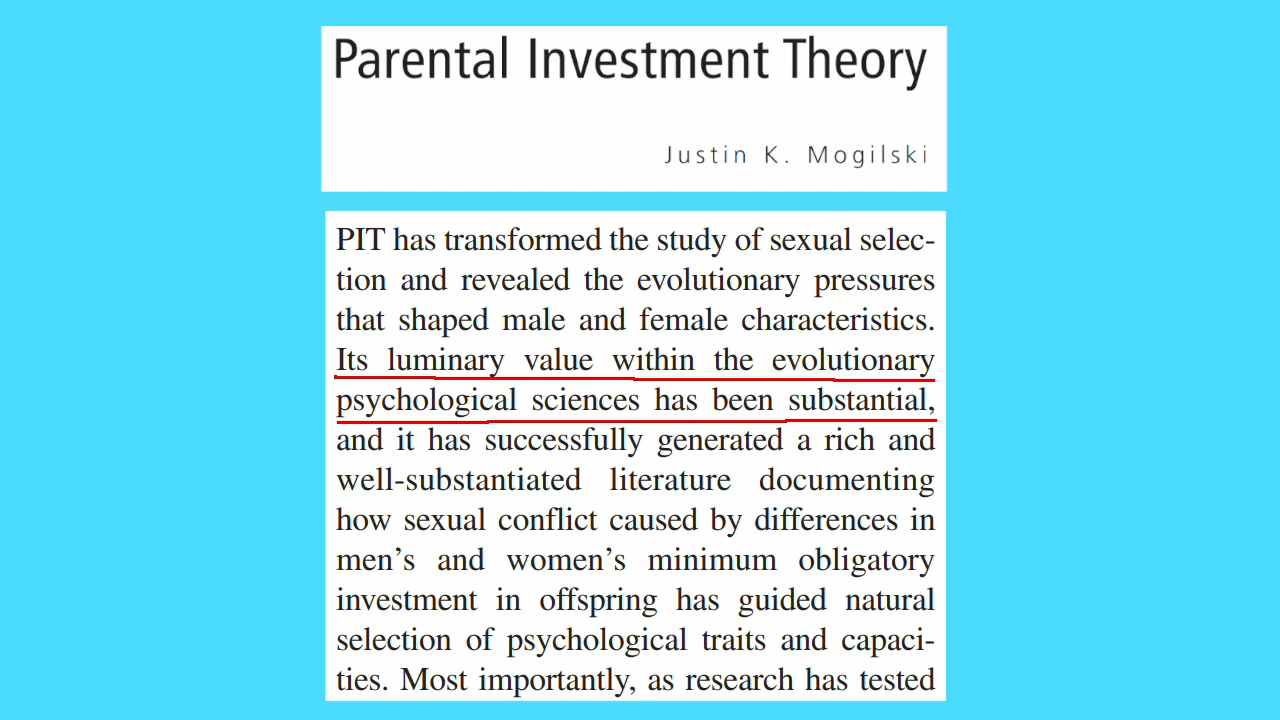 Parental Investment Theory
Justin K. Mogilski
PIT has transformed the study of sexual selec-
tion and revealed the evolutionary pressures
that shaped male and female characteristics.
Its luminary value within the evolutionary
psychological sciences has been substantial,
and it has successfully generated a rich and
well-substantiated literature documenting
how sexual conflict caused by differences in
men’s and women’s minimum obligatory
investment in offspring has guided natural
selection of psychological traits and capaci-
ties. Most importantly, as research has tested